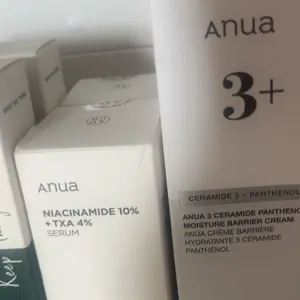 Anua
3+
CERAMIDE 3 – PANTHENOL
ANUA 3 CERAMIDE PANTHENO
MOISTURE BARRIER CREAM
ANUA CRÈME BARRIÈRE
HYDRATANTE 3 CÉRAMIDE
PANTHÉNOL
Anua
NIACINAMIDE 10%
+ TXA 4%
SERUM
Keep